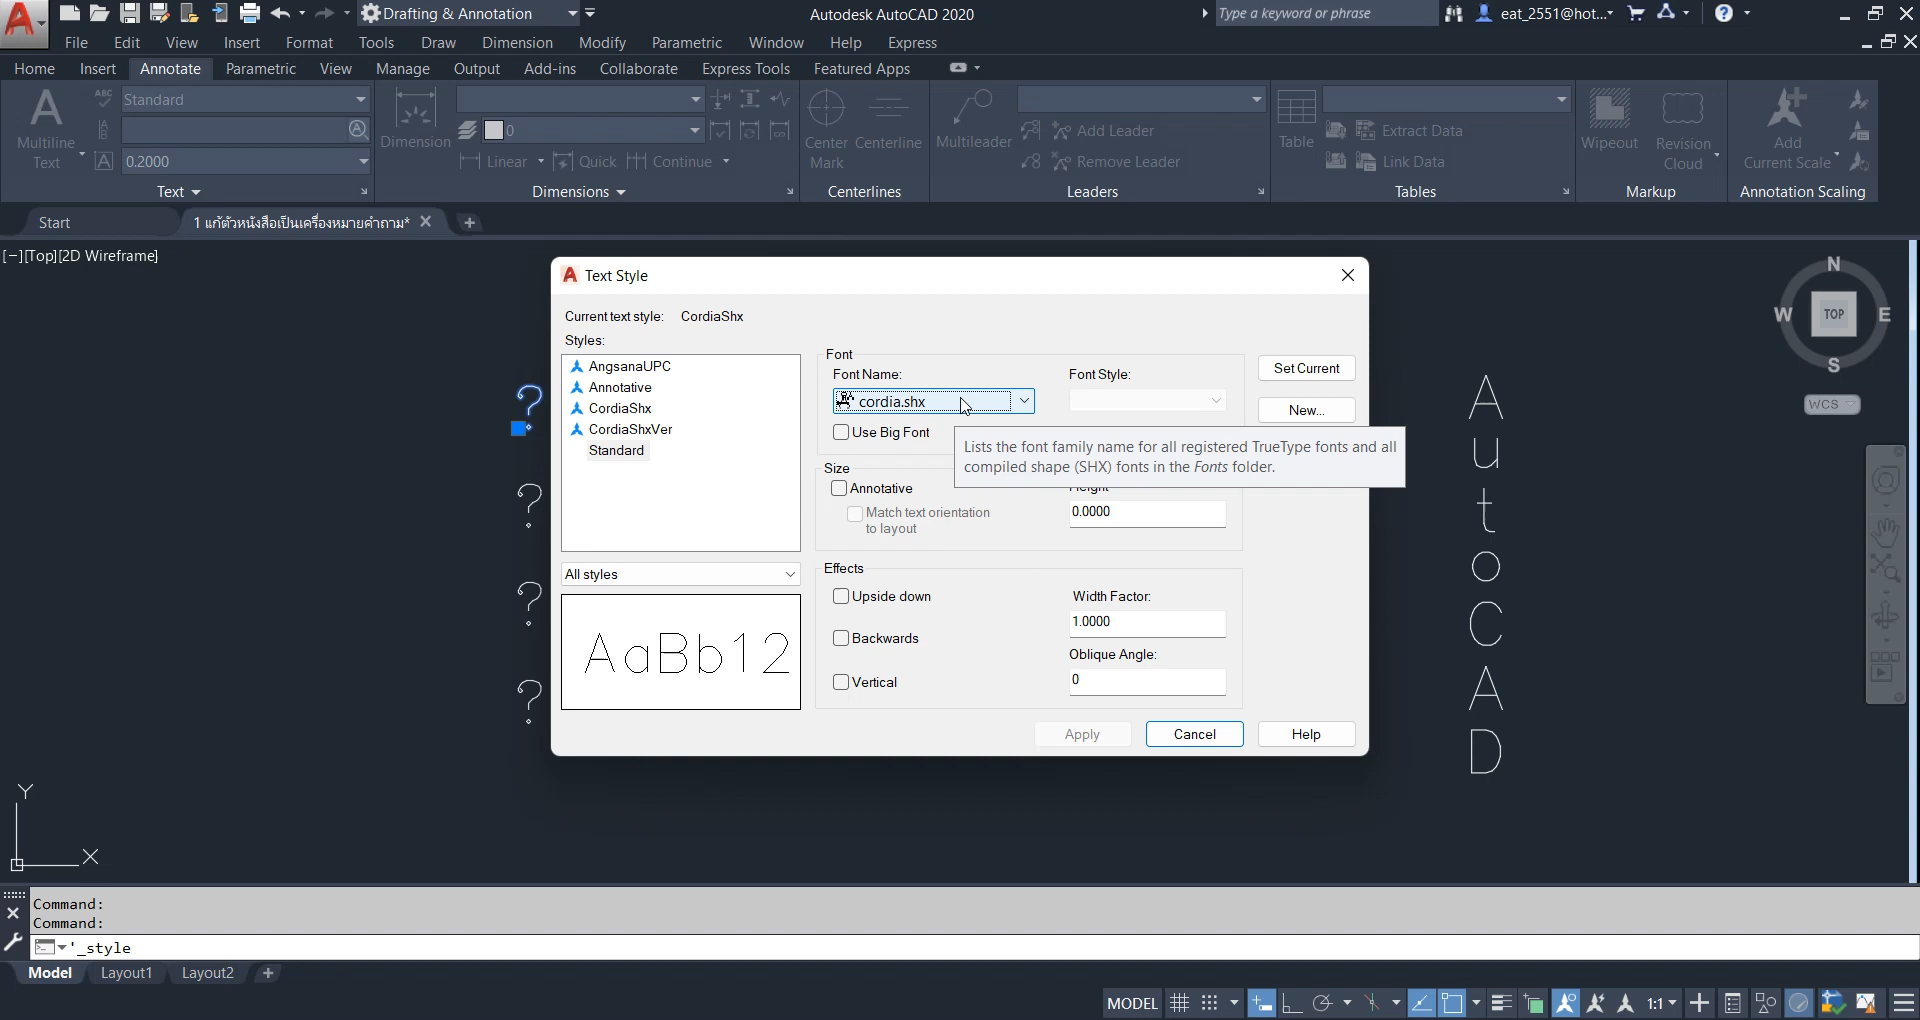 Drafting & Annotation
Autodesk AutoCAD 2020
Type a keyword or phrase
eat_2551@hot...
File Edit View Insert Format Tools Draw Dimension Modify Parametric Window Help Express
Home Insert Annotate Parametric View Manage Output Add-ins Collaborate Express Tools Featured Apps
Multiline Text
ABC
Standard
0.2000
Text
Dimension
0
Linear Quick Continue
Dimensions
Center Mark
Centerline
Centerlines
Multileader
Add Leader
Remove Leader
Leaders
Table
Extract Data
Link Data
Tables
Wipeout
Revision Cloud
Markup
Add Current Scale
Annotation Scaling
Start
1 แก้ตัวหนังสือเป็นเครื่องหมายคำถาม*
[−][Top][2D Wireframe]
N
W TOP E
S
WCS
?
?
?
?
A
u
t
o
C
A
D
Text Style
Current text style: CordiaShx
Styles:
AngsanaUPC
Annotative
CordiaShx
CordiaShxVer
Standard
All styles
AaBb12
Font
Font Name:
cordia.shx
Use Big Font
Font Style:
Set Current
New...
Lists the font family name for all registered TrueType fonts and all
compiled shape (SHX) fonts in the Fonts folder.
Size
Annotative
Match text orientation
to layout
Height
0.0000
Effects
Upside down
Backwards
Vertical
Width Factor:
1.0000
Oblique Angle:
0
Apply Cancel Help
Y
X
Command:
Command:
'_style
Model Layout1 Layout2
MODEL
1:1